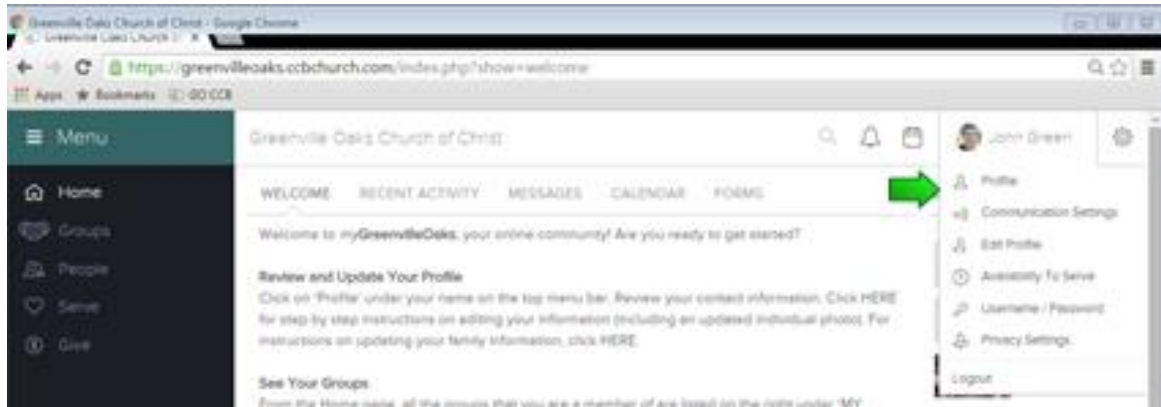 Greenville Oaks Church of Christ - Google Chrome
https://greenvilleoaks.ccbchurch.com/index.php?show=welcome
Apps Bookmarks GO CCB
Menu
Greenville Oaks Church of Christ
John Green
Home
Groups
People
Serve
Give
WELCOME RECENT ACTIVITY MESSAGES CALENDAR FORMS
Welcome to myGreenvilleOaks, your online community! Are you ready to get started?
Review and Update Your Profile
Click on 'Profile' under your name on the top menu bar. Review your contact information. Click HERE
for step by step instructions on editing your information (including an updated individual photo). For
instructions on updating your family information, click HERE.
See Your Groups
From the Home page, all the groups that you are a member of are listed on the right under "MY
Profile
Communication Settings
Edit Profile
Availability To Serve
Username / Password
Privacy Settings
Logout